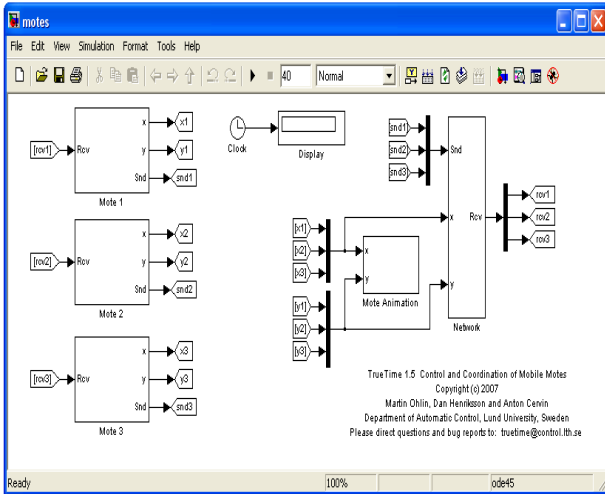 motes
File Edit View Simulation Format Tools Help
40 Normal
[rcv1] Rcv x y Snd x1 y1 snd1
Mote 1
[rcv2] Rcv x y Snd x2 y2 snd2
Mote 2
[rcv3] Rcv x y Snd x3 y3 snd3
Mote 3
Clock
Display
[snd1]
[snd2]
[snd3]
[x1]
[x2]
[x3]
[y1]
[y2]
[y3]
x
y
Mote Animation
Snd
x
y
Rcv
Network
rcv1
rcv2
rcv3
TrueTime 1.5 Control and Coordination of Mobile Motes
Copyright (c) 2007
Martin Ohlin, Dan Henriksson and Anton Cervin
Department of Automatic Control, Lund University, Sweden
Please direct questions and bug reports to: truetime@control.lth.se
Ready 100% ode45